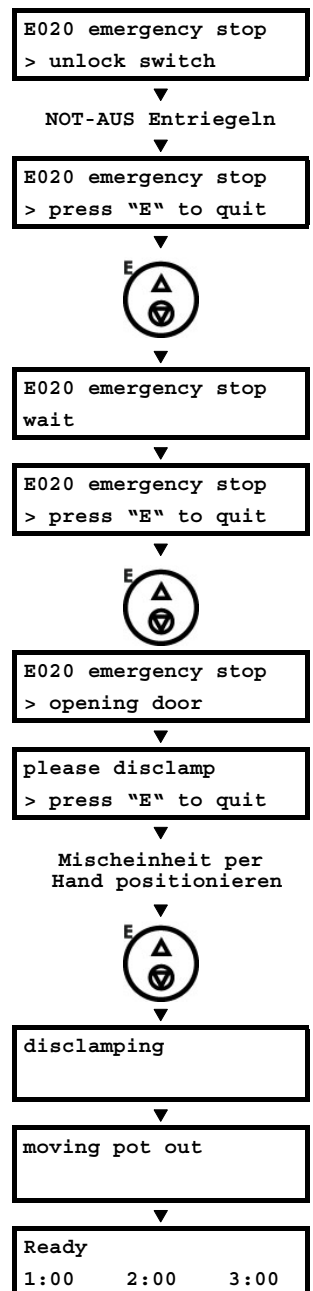 E020 emergency stop
> unlock switch
NOT-AUS Entriegeln
E020 emergency stop
> press “E“ to quit
E
E020 emergency stop
wait
E020 emergency stop
> press “E“ to quit
E
E020 emergency stop
> opening door
please disclamp
> press “E“ to quit
Mischeinheit per
Hand positionieren
E
disclamping
moving pot out
Ready
1:00 2:00 3:00